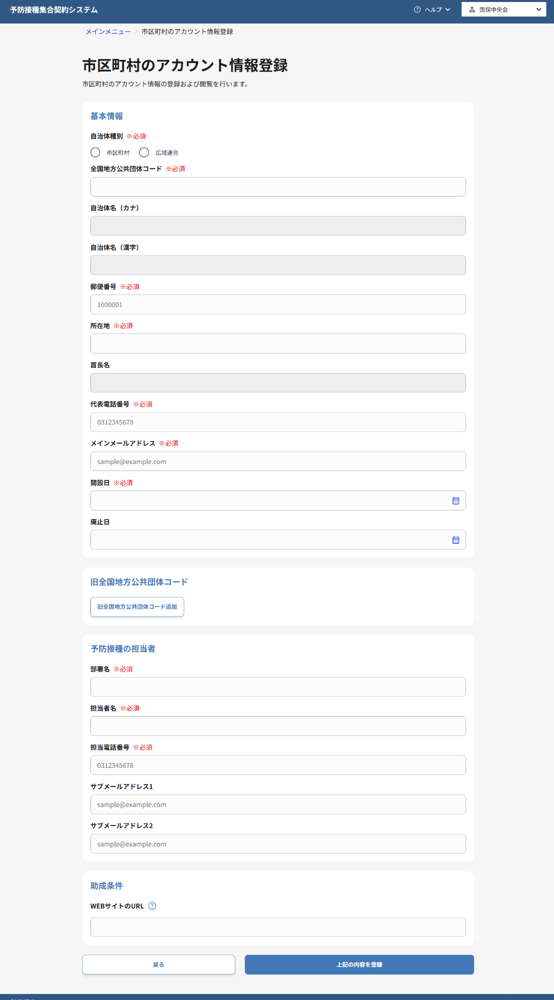 予防接種集合契約システム
ヘルプ
国保中央会
メインメニュー > 市区町村のアカウント情報登録
市区町村のアカウント情報登録
市区町村のアカウント情報の登録および閲覧を行います。
基本情報
自治体種別 ※必須
市区町村 広域連合
全国地方公共団体コード ※必須
自治体名（カナ）
自治体名（漢字）
郵便番号 ※必須
1000001
所在地 ※必須
首長名
代表電話番号 ※必須
0312345678
メインメールアドレス ※必須
sample@example.com
開設日 ※必須
廃止日
旧全国地方公共団体コード
旧全国地方公共団体コード追加
予防接種の担当者
部署名 ※必須
担当者名 ※必須
担当電話番号 ※必須
0312345678
サブメールアドレス1
sample@example.com
サブメールアドレス2
sample@example.com
助成条件
WEBサイトのURL
戻る
上記の内容を登録